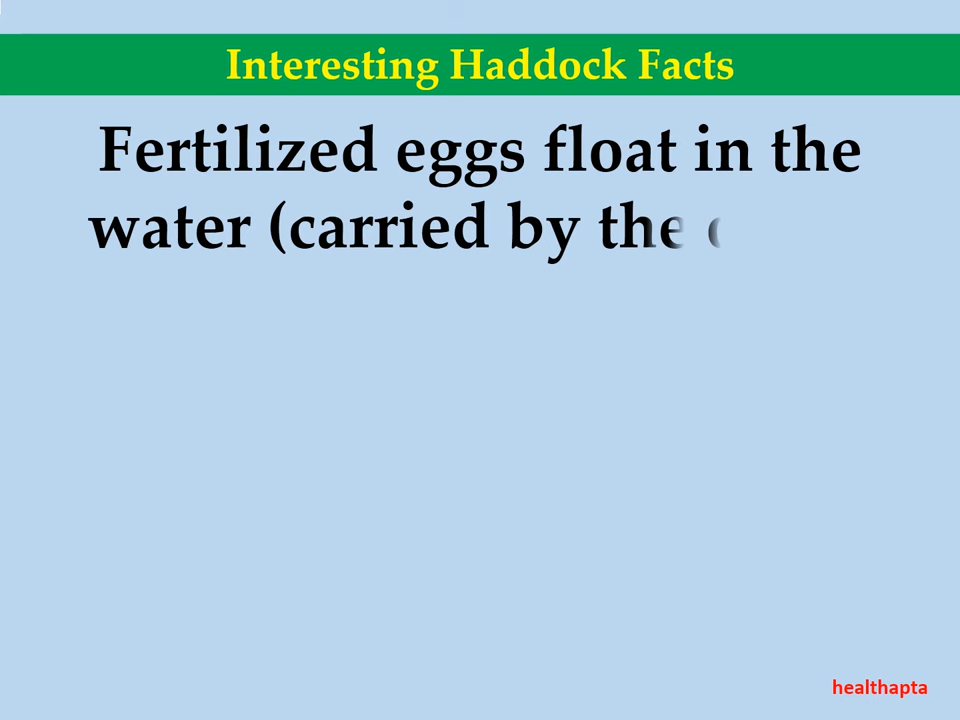 Interesting Haddock Facts
Fertilized eggs float in the
water (carried by the
healthapta